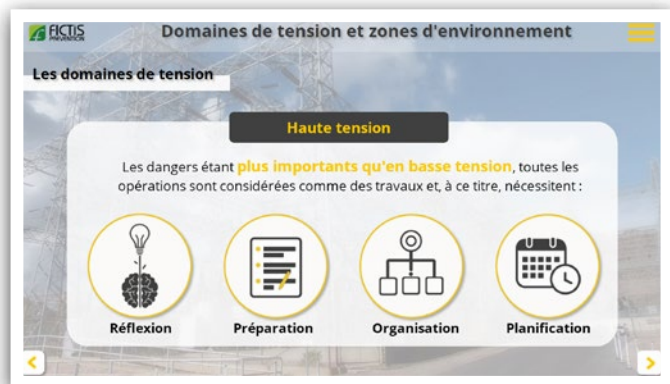 FICTIS
PRÉVENTION
Domaines de tension et zones d'environnement
Les domaines de tension
Haute tension
Les dangers étant plus importants qu'en basse tension, toutes les
opérations sont considérées comme des travaux et, à ce titre, nécessitent :
Réflexion
Préparation
Organisation
Planification